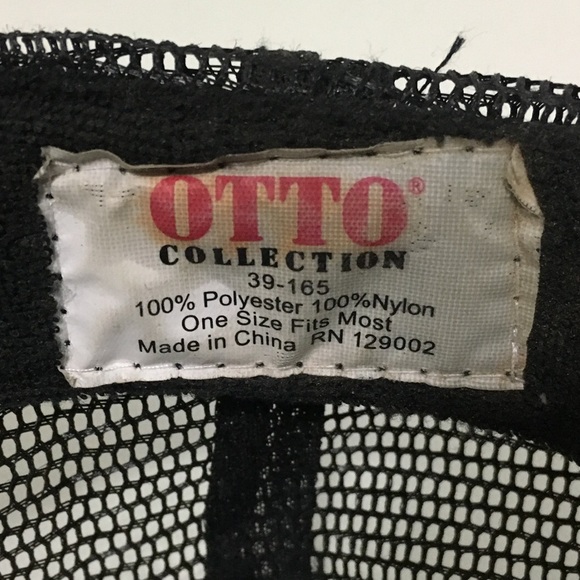 OTTO®
COLLECTION
39-165
100% Polyester 100%Nylon
One Size Fits Most
Made in China RN 129002